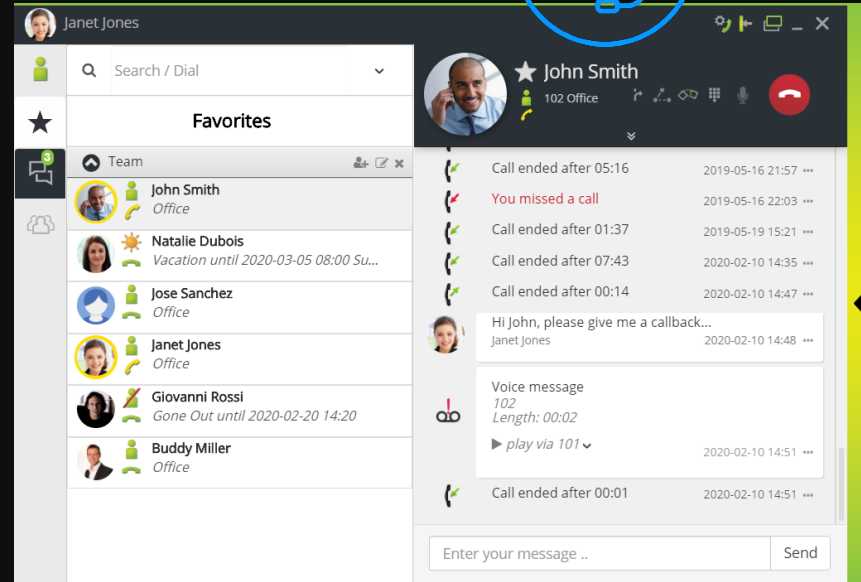 Janet Jones
Search / Dial
Favorites
Team
John Smith
Office
Natalie Dubois
Vacation until 2020-03-05 08:00 Su...
Jose Sanchez
Office
Janet Jones
Office
Giovanni Rossi
Gone Out until 2020-02-20 14:20
Buddy Miller
Office
3
John Smith
102 Office
Call ended after 05:16 2019-05-16 21:57
You missed a call 2019-05-16 22:03
Call ended after 01:37 2019-05-19 15:21
Call ended after 07:43 2020-02-10 14:35
Call ended after 00:14 2020-02-10 14:47
Hi John, please give me a callback...
Janet Jones 2020-02-10 14:48
Voice message
102
Length: 00:02
play via 101
2020-02-10 14:51
Call ended after 00:01 2020-02-10 14:51
Enter your message .. Send